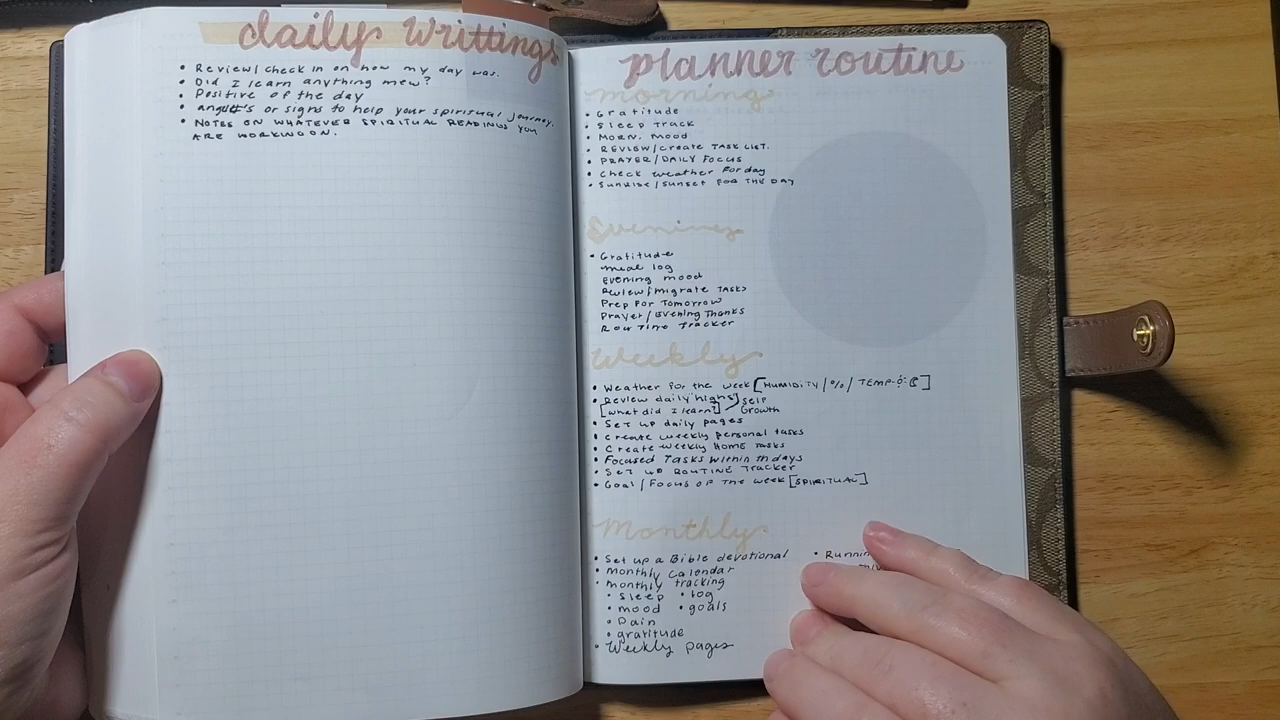 daily writtings
• Review/check in on how my day was.
• Did I learn anything new?
• Positive of the day
• or signs to help your spiritual journey.
• NOTES ON WHATEVER SPIRITUAL READINGS YOU
ARE WORKING ON.
planner routine
morning
• Gratitude
• Sleep Track
• MORN. MOOD
• REVIEW/create TASK LIST.
• PRAYER/DAILY FOCUS
• Check weather for day
• Sunrise/sunset FOR THE DAY
Evening
• Gratitude
meal log
Evening mood
Review/migrate TASKS
Prep for Tomorrow
Prayer/Evening Thanks
Routine Tracker
Weekly
• Weather for the week [HUMIDITY/%/TEMP-]
• Review daily highs]
[what did I learn?] / Self Growth
• Set up daily pages
• create weekly personal tasks
• Create weekly HOME TASKS
• Focused Tasks within days
• SET UP ROUTINE Tracker
• Goal/Focus of the week [SPIRITUAL]
Monthly
• Set up a Bible devotional
• monthly Calendar
• monthly tracking
• Sleep • log
• mood • goals
• Pain
• gratitude
• Weekly pages